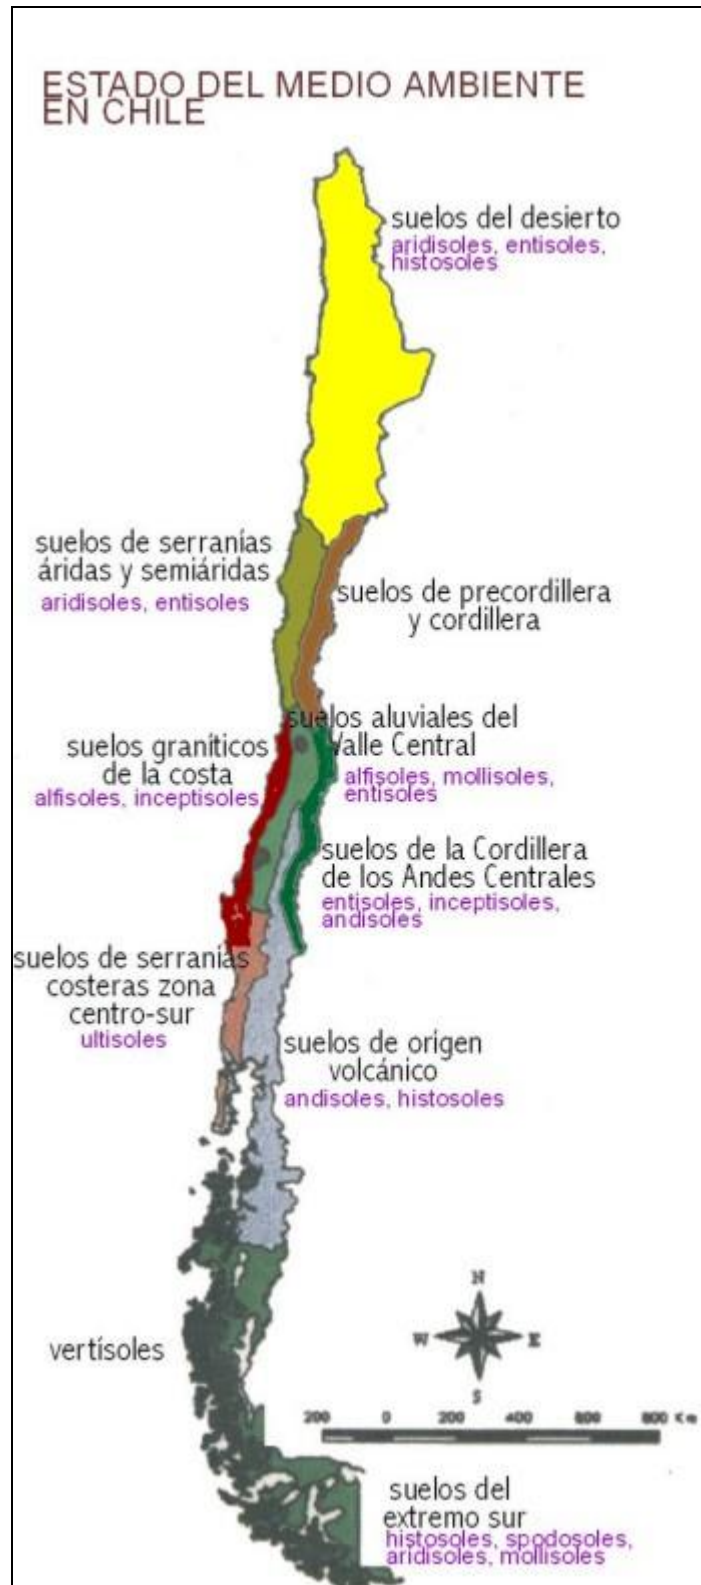 ESTADO DEL MEDIO AMBIENTE
EN CHILE
suelos del desierto
aridisoles, entisoles,
histosoles
suelos de serranías
áridas y semiáridas
aridisoles, entisoles
suelos de precordillera
y cordillera
suelos aluviales del
Valle Central
alfisoles, mollisoles,
entisoles
suelos graníticos
de la costa
alfisoles, inceptisoles
suelos de la Cordillera
de los Andes Centrales
entisoles, inceptisoles,
andisoles
suelos de serranías
costeras zona
centro-sur
ultisoles
suelos de orígen
volcánico
andisoles, histosoles
N
W E
S
vertísoles
200 0 200 400 600 800 Km
suelos del
extremo sur
histosoles, spodosoles,
aridisoles, mollisoles